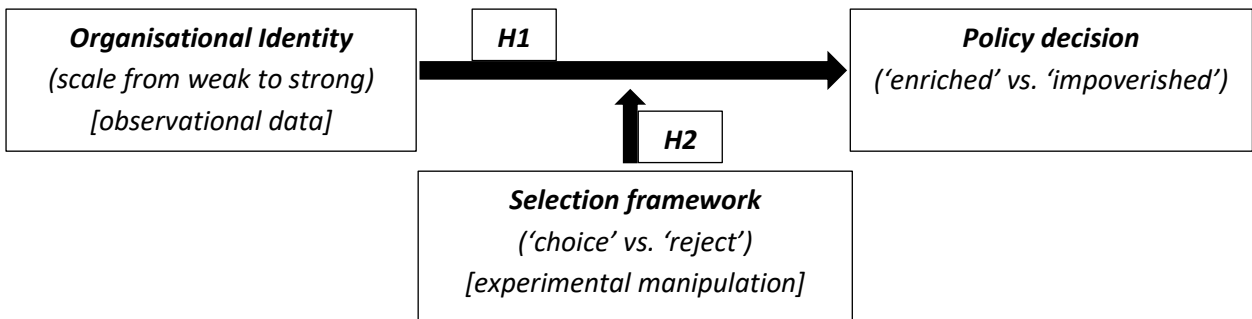 Organisational Identity
(scale from weak to strong)
[observational data]
H1
Policy decision
(‘enriched’ vs. ‘impoverished’)
H2
Selection framework
(‘choice’ vs. ‘reject’)
[experimental manipulation]